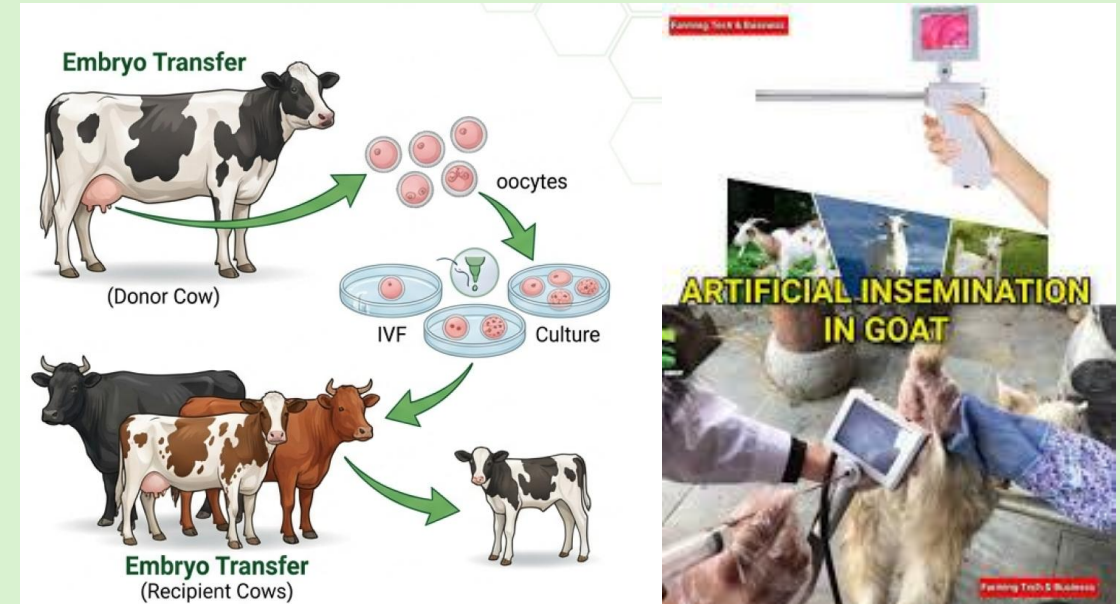 Embryo Transfer
oocytes
(Donor Cow)
IVF
Culture
Embryo Transfer
(Recipient Cows)
Farming Tech & Business
ARTIFICIAL INSEMINATION
IN GOAT
Farming Tech & Business